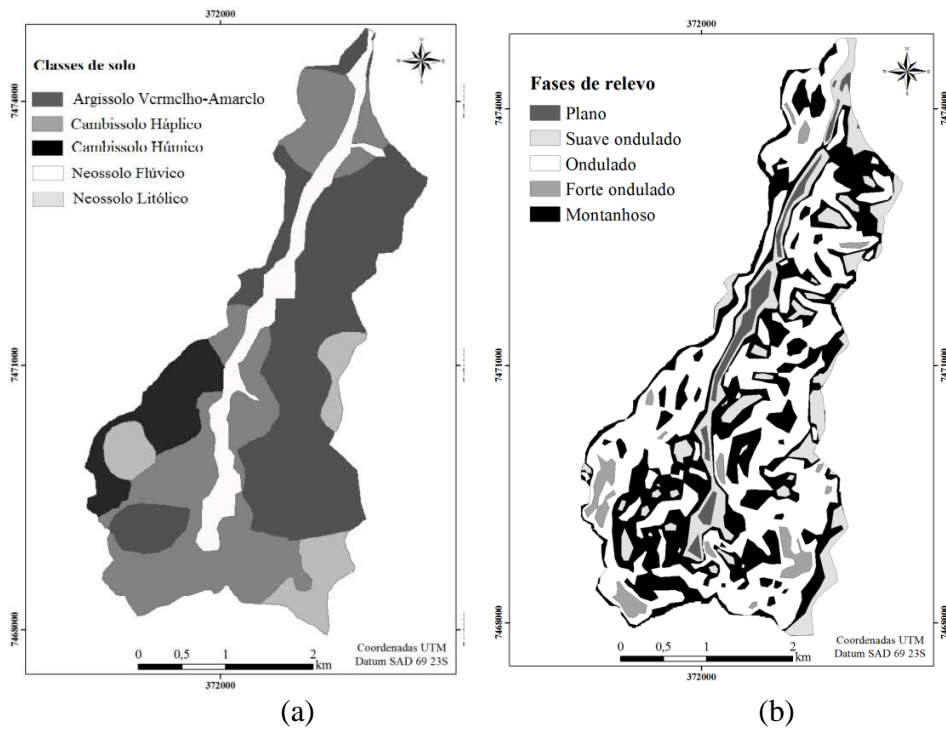 372000
Classes de solo
Argissolo Vermelho-Amarelo
Cambissolo Háplico
Cambissolo Húmico
Neossolo Flúvico
Neossolo Litólico
7474000
7471000
7468000
0 0,5 1 2
km
Coordenadas UTM
Datum SAD 69 23S
372000
(a)
372000
Fases de relevo
Plano
Suave ondulado
Ondulado
Forte ondulado
Montanhoso
7474000
7471000
7468000
0 0,5 1 2
km
Coordenadas UTM
Datum SAD 69 23S
372000
(b)